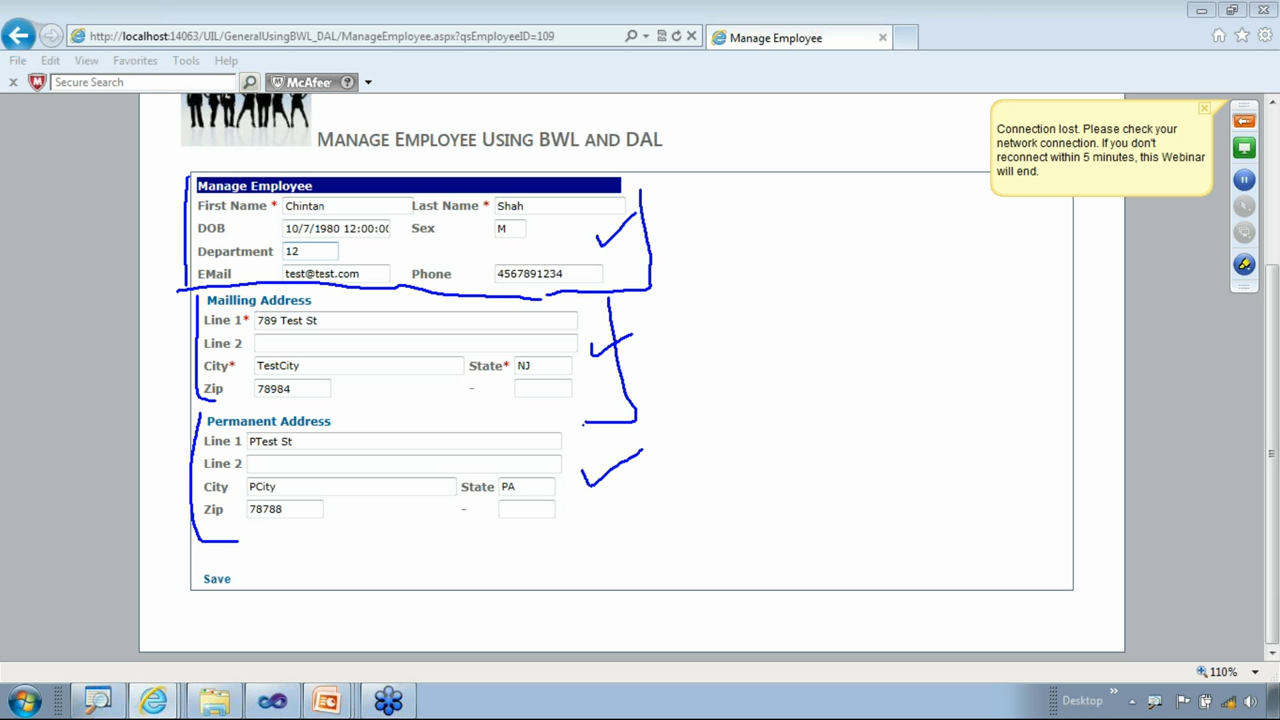 http://localhost:14063/UIL/GeneralUsingBWL_DAL/ManageEmployee.aspx?qsEmployeeID=109
Manage Employee
File Edit View Favorites Tools Help
Secure Search McAfee
MANAGE EMPLOYEE USING BWL AND DAL
Connection lost. Please check your
network connection. If you don't
reconnect within 5 minutes, this Webinar
will end.
Manage Employee
First Name * Chintan Last Name * Shah
DOB 10/7/1980 12:00:00 Sex M
Department 12
EMail test@test.com Phone 4567891234
Mailling Address
Line 1* 789 Test St
Line 2
City* TestCity State* NJ
Zip 78984 -
Permanent Address
Line 1 PTest St
Line 2
City PCity State PA
Zip 78788 -
Save
110%
Desktop